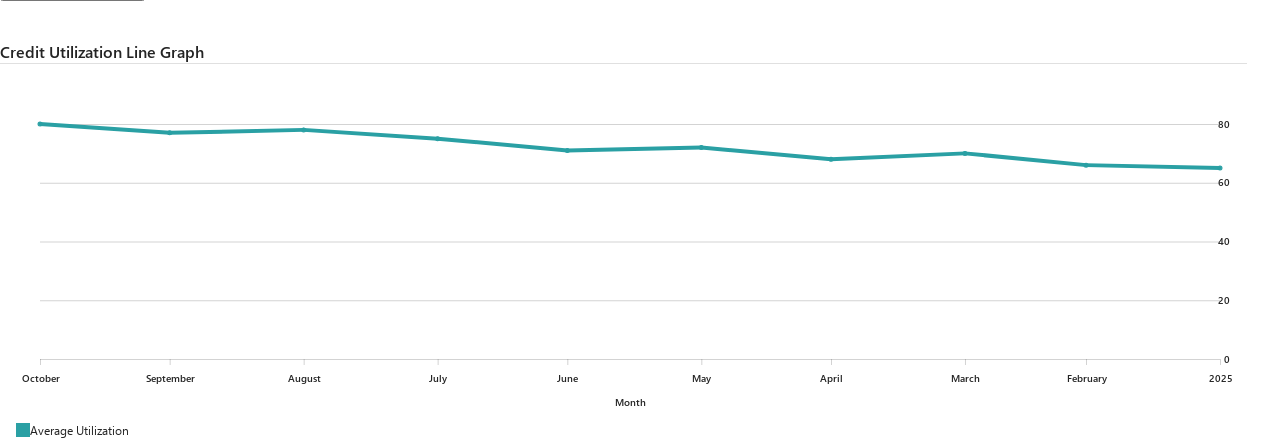 Credit Utilization Line Graph
80
60
40
20
0
October September August July June May April March February 2025
Month
Average Utilization